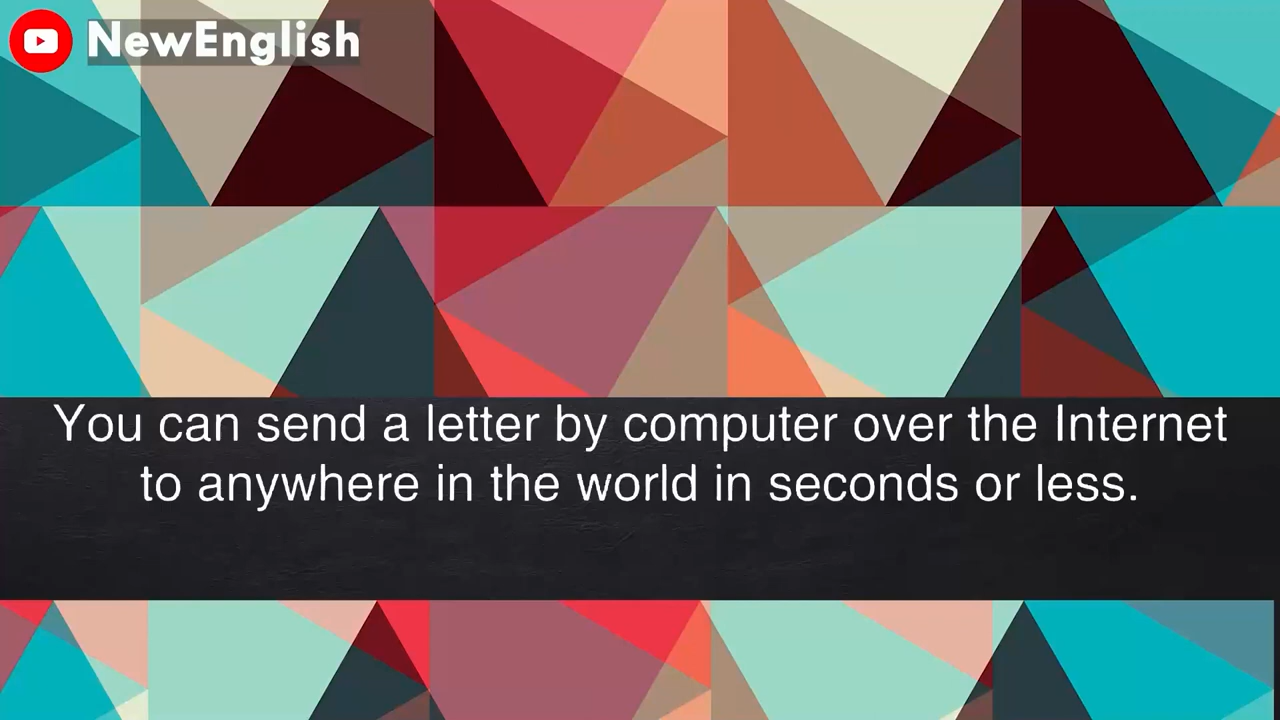 NewEnglish
You can send a letter by computer over the Internet
to anywhere in the world in seconds or less.